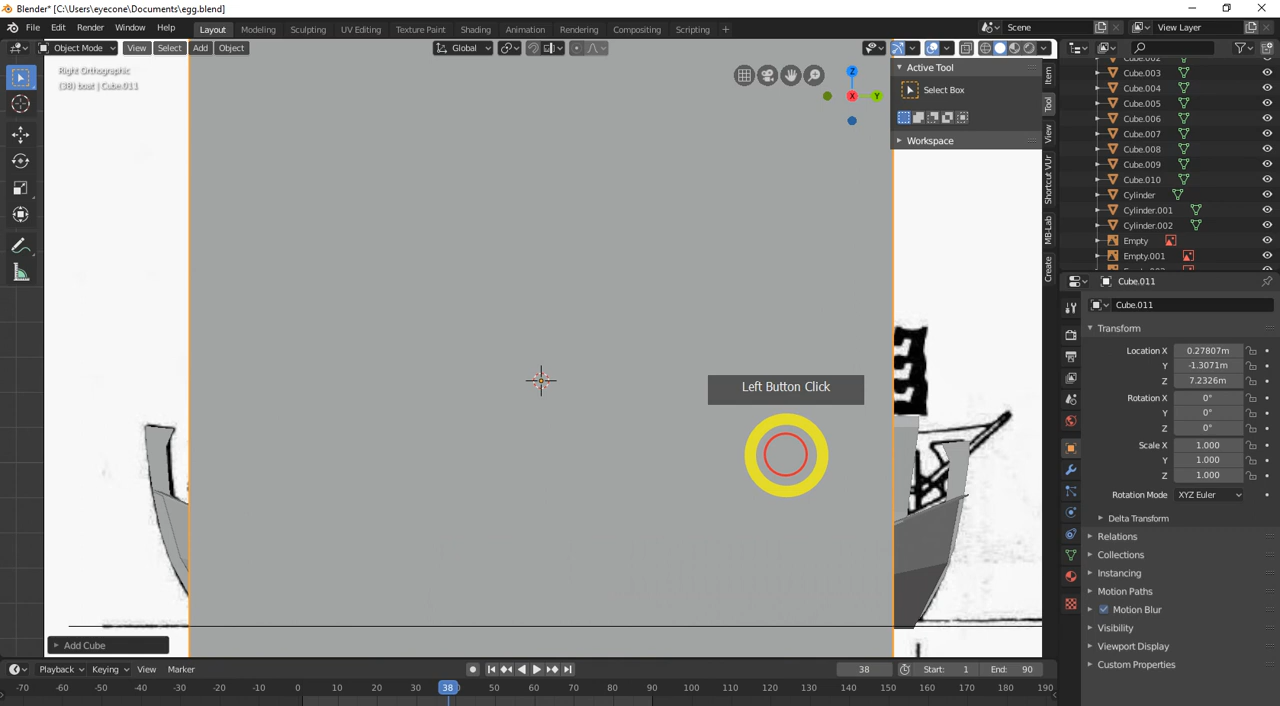 Blender* [C:\Users\eyecone\Documents\egg.blend]
File Edit Render Window Help Layout Modeling Sculpting UV Editing Texture Paint Shading Animation Rendering Compositing Scripting + Scene View Layer
Object Mode View Select Add Object Global
Right Orthographic
(38) boat | Cube.011
Z
X Y
Active Tool
Select Box
Workspace
Item
Tool
View
Shortcut VUr
MB-Lab
Create
Cube.003
Cube.004
Cube.005
Cube.006
Cube.007
Cube.008
Cube.009
Cube.010
Cylinder
Cylinder.001
Cylinder.002
Empty
Empty.001
Cube.011
Cube.011
Transform
Location X 0.27807m
Y -1.3071m
Z 7.2326m
Rotation X 0°
Y 0°
Z 0°
Scale X 1.000
Y 1.000
Z 1.000
Rotation Mode XYZ Euler
Delta Transform
Relations
Collections
Instancing
Motion Paths
Motion Blur
Visibility
Viewport Display
Custom Properties
Left Button Click
Add Cube
Playback Keying View Marker 38 Start: 1 End: 90
-70 -60 -50 -40 -30 -20 -10 0 10 20 30 38 50 60 70 80 90 100 110 120 130 140 150 160 170 180 190